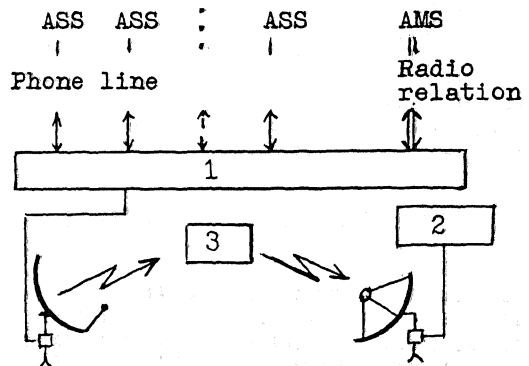 ASS ASS ASS AMS
Phone line Radio
relation
1
2
3